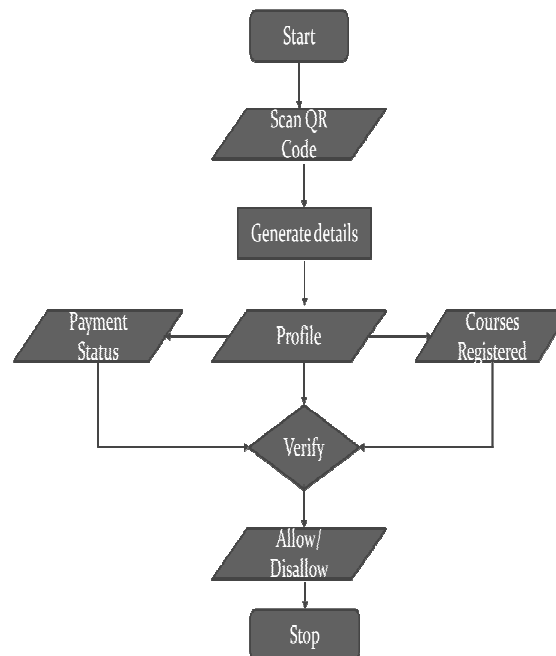 Start
Scan QR
Code
Generate details
Payment
Status
Profile
Courses
Registered
Verify
Allow/
Disallow
Stop